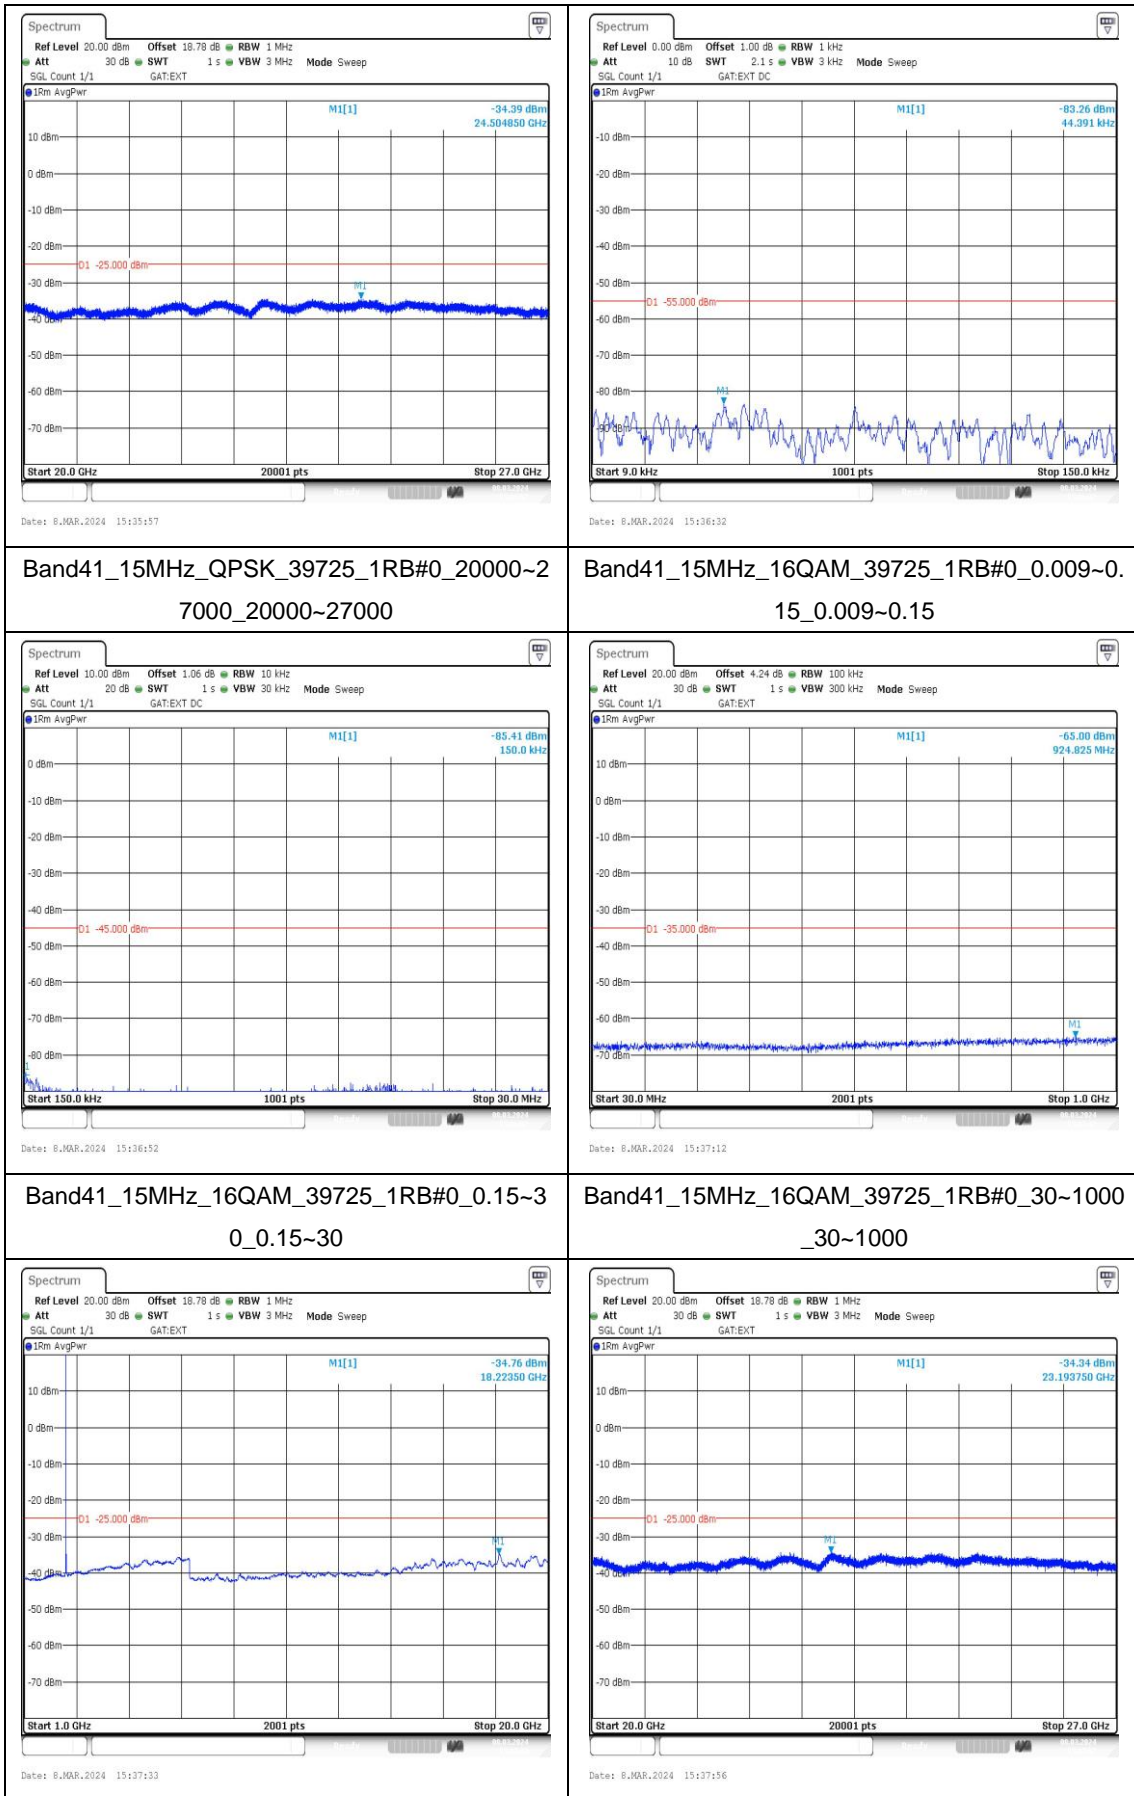 Spectrum
Ref Level 20.00 dBm Offset 18.78 dB RBW 1 MHz
Att 30 dB SWT 1 s VBW 3 MHz Mode Sweep
SGL Count 1/1 GAT:EXT
1Rm AvgPwr
M1[1] -34.39 dBm
24.504850 GHz
10 dBm
0 dBm
-10 dBm
-20 dBm
D1 -25.000 dBm
-30 dBm
M1
-40 dBm
-50 dBm
-60 dBm
-70 dBm
Start 20.0 GHz 20001 pts Stop 27.0 GHz
Date: 8.MAR.2024 15:35:57
Spectrum
Ref Level 0.00 dBm Offset 1.00 dB RBW 1 kHz
Att 10 dB SWT 2.1 s VBW 3 kHz Mode Sweep
SGL Count 1/1 GAT:EXT DC
1Rm AvgPwr
M1[1] -83.26 dBm
44.391 kHz
-10 dBm
-20 dBm
-30 dBm
-40 dBm
-50 dBm
D1 -55.000 dBm
-60 dBm
-70 dBm
-80 dBm
M1
-90 dBm
Start 9.0 kHz 1001 pts Stop 150.0 kHz
Date: 8.MAR.2024 15:36:32
Band41_15MHz_QPSK_39725_1RB#0_20000~2
7000_20000~27000
Band41_15MHz_16QAM_39725_1RB#0_0.009~0.
15_0.009~0.15
Spectrum
Ref Level 10.00 dBm Offset 1.06 dB RBW 10 kHz
Att 20 dB SWT 1 s VBW 30 kHz Mode Sweep
SGL Count 1/1 GAT:EXT DC
1Rm AvgPwr
M1[1] -85.41 dBm
150.0 kHz
0 dBm
-10 dBm
-20 dBm
-30 dBm
-40 dBm
D1 -45.000 dBm
-50 dBm
-60 dBm
-70 dBm
-80 dBm
Start 150.0 kHz 1001 pts Stop 30.0 MHz
Date: 8.MAR.2024 15:36:52
Spectrum
Ref Level 20.00 dBm Offset 4.24 dB RBW 100 kHz
Att 30 dB SWT 1 s VBW 300 kHz Mode Sweep
SGL Count 1/1 GAT:EXT
1Rm AvgPwr
M1[1] -65.00 dBm
924.825 MHz
10 dBm
0 dBm
-10 dBm
-20 dBm
-30 dBm
D1 -35.000 dBm
-40 dBm
-50 dBm
-60 dBm
M1
-70 dBm
Start 30.0 MHz 2001 pts Stop 1.0 GHz
Date: 8.MAR.2024 15:37:12
Band41_15MHz_16QAM_39725_1RB#0_0.15~3
0_0.15~30
Band41_15MHz_16QAM_39725_1RB#0_30~1000
_30~1000
Spectrum
Ref Level 20.00 dBm Offset 18.78 dB RBW 1 MHz
Att 30 dB SWT 1 s VBW 3 MHz Mode Sweep
SGL Count 1/1 GAT:EXT
1Rm AvgPwr
M1[1] -34.76 dBm
18.22350 GHz
10 dBm
0 dBm
-10 dBm
-20 dBm
D1 -25.000 dBm
-30 dBm
M1
-40 dBm
-50 dBm
-60 dBm
-70 dBm
Start 1.0 GHz 2001 pts Stop 20.0 GHz
Date: 8.MAR.2024 15:37:33
Spectrum
Ref Level 20.00 dBm Offset 18.78 dB RBW 1 MHz
Att 30 dB SWT 1 s VBW 3 MHz Mode Sweep
SGL Count 1/1 GAT:EXT
1Rm AvgPwr
M1[1] -34.34 dBm
23.193750 GHz
10 dBm
0 dBm
-10 dBm
-20 dBm
D1 -25.000 dBm
-30 dBm
M1
-40 dBm
-50 dBm
-60 dBm
-70 dBm
Start 20.0 GHz 20001 pts Stop 27.0 GHz
Date: 8.MAR.2024 15:37:56